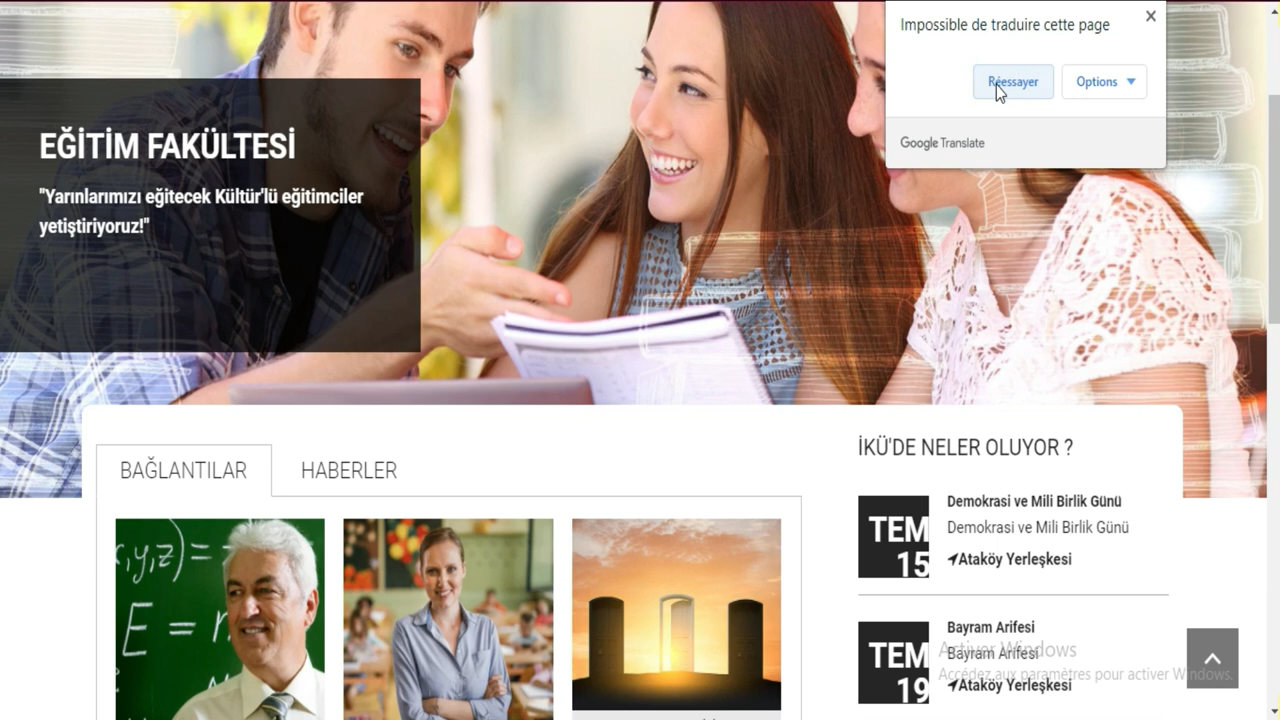 Impossible de traduire cette page
Réessayer
Options
Google Translate
EĞİTİM FAKÜLTESİ
"Yarınlarımızı eğitecek Kültür'lü eğitimciler
yetiştiriyoruz!"
BAĞLANTILAR
HABERLER
x,y,z) =
E =
İKÜ'DE NELER OLUYOR ?
TEM
15
Demokrasi ve Mili Birlik Günü
Demokrasi ve Mili Birlik Günü
Ataköy Yerleşkesi
TEM
19
Bayram Arifesi
Bayram Arifesi
Ataköy Yerleşkesi
Activer Windows
Accédez aux paramètres pour activer Windows.